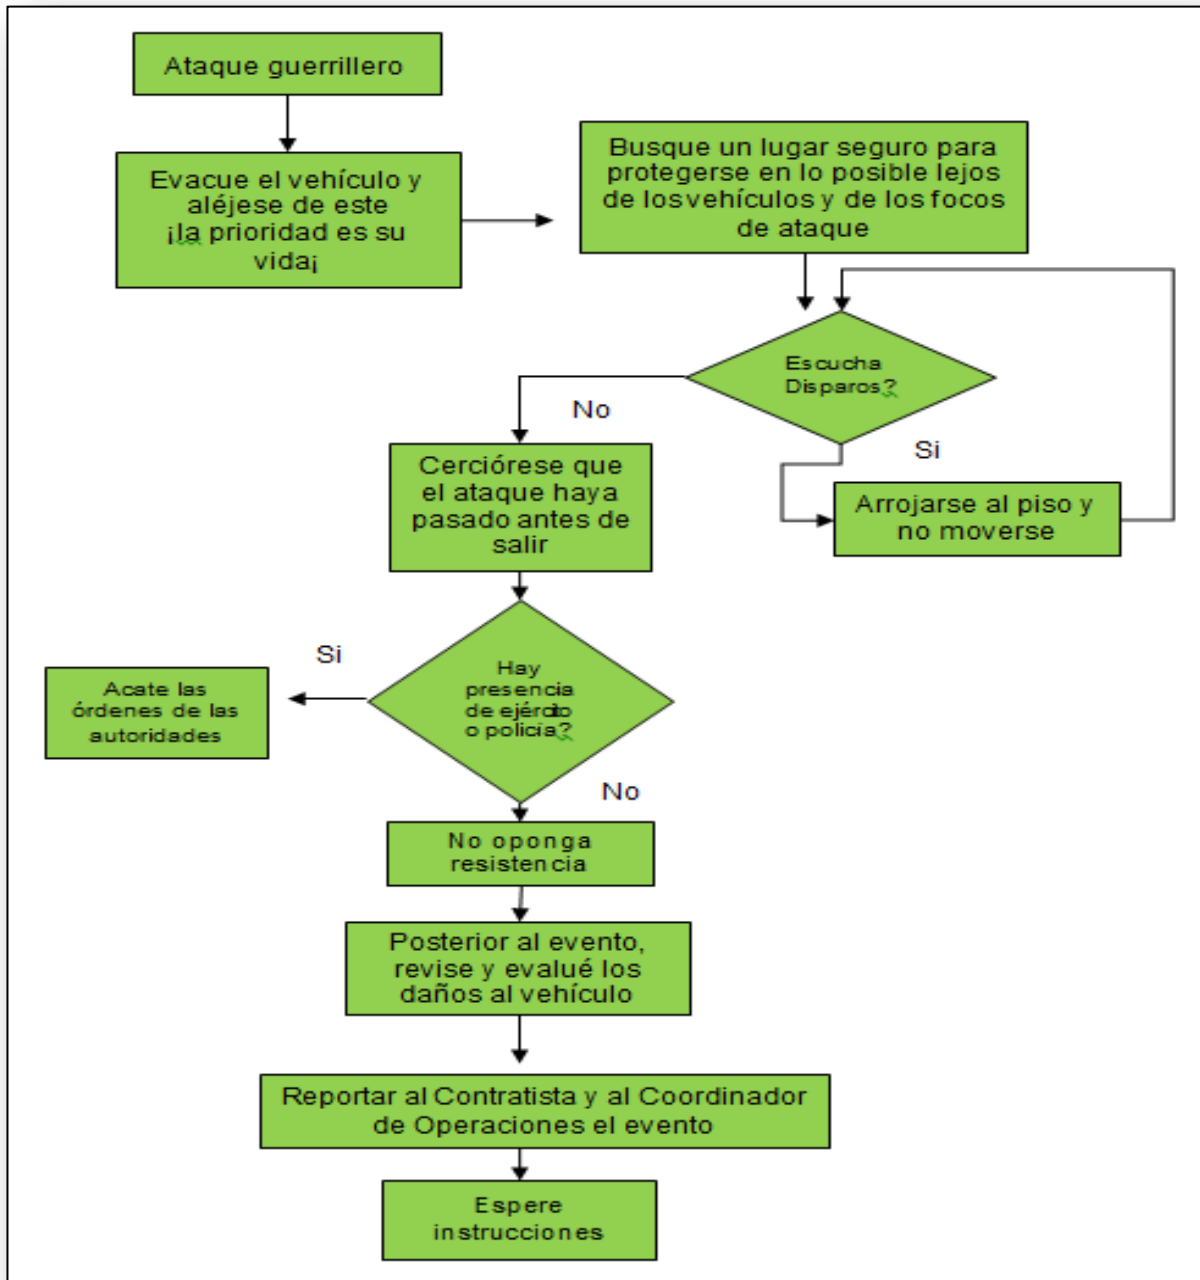 Ataque guerrillero
Evacue el vehículo y
aléjese de este
¡la prioridad es su
vida¡
Busque un lugar seguro para
protegerse en lo posible lejos
de los vehículos y de los focos
de ataque
Escucha
Disparos?
No
Si
Cerciórese que
el ataque haya
pasado antes de
salir
Arrojarse al piso y
no moverse
Si
Hay
presencia
de ejército
o policía?
Acate las
órdenes de las
autoridades
No
No oponga
resistencia
Posterior al evento,
revise y evalué los
daños al vehículo
Reportar al Contratista y al Coordinador
de Operaciones el evento
Espere
instrucciones